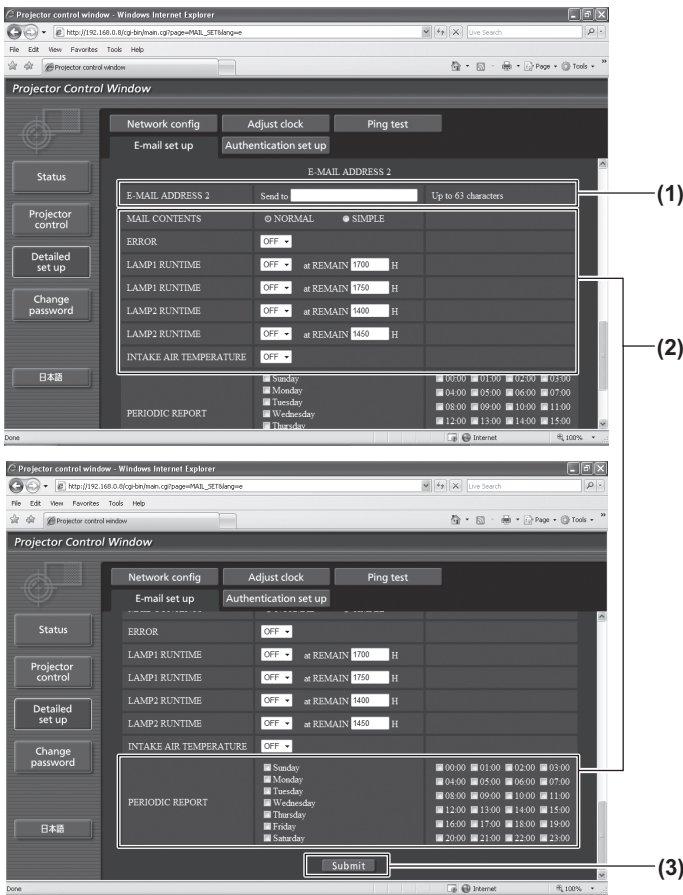 Projector control window - Windows Internet Explorer
http://192.168.0.8/cgi-bin/main.cgi?page=MAIL_SET&lang=e
Live Search
File Edit View Favorites Tools Help
Projector control window
Page Tools
Projector Control Window
Network config Adjust clock Ping test
E-mail set up Authentication set up
Status
Projector control
Detailed set up
Change password
日本語
E-MAIL ADDRESS 2
E-MAIL ADDRESS 2 Send to Up to 63 characters
(1)
MAIL CONTENTS NORMAL SIMPLE
ERROR OFF
LAMP1 RUNTIME OFF at REMAIN 1700 H
LAMP1 RUNTIME OFF at REMAIN 1750 H
LAMP2 RUNTIME OFF at REMAIN 1400 H
LAMP2 RUNTIME OFF at REMAIN 1450 H
INTAKE AIR TEMPERATURE OFF
(2)
PERIODIC REPORT
Sunday
Monday
Tuesday
Wednesday
Thursday
00:00 01:00 02:00 03:00
04:00 05:00 06:00 07:00
08:00 09:00 10:00 11:00
12:00 13:00 14:00 15:00
Done Internet 100%
Projector control window - Windows Internet Explorer
http://192.168.0.8/cgi-bin/main.cgi?page=MAIL_SET&lang=e
Live Search
File Edit View Favorites Tools Help
Projector control window
Page Tools
Projector Control Window
Network config Adjust clock Ping test
E-mail set up Authentication set up
Status
Projector control
Detailed set up
Change password
日本語
ERROR OFF
LAMP1 RUNTIME OFF at REMAIN 1700 H
LAMP1 RUNTIME OFF at REMAIN 1750 H
LAMP2 RUNTIME OFF at REMAIN 1400 H
LAMP2 RUNTIME OFF at REMAIN 1450 H
INTAKE AIR TEMPERATURE OFF
PERIODIC REPORT
Sunday
Monday
Tuesday
Wednesday
Thursday
Friday
Saturday
00:00 01:00 02:00 03:00
04:00 05:00 06:00 07:00
08:00 09:00 10:00 11:00
12:00 13:00 14:00 15:00
16:00 17:00 18:00 19:00
20:00 21:00 22:00 23:00
Submit
(3)
Done Internet 100%